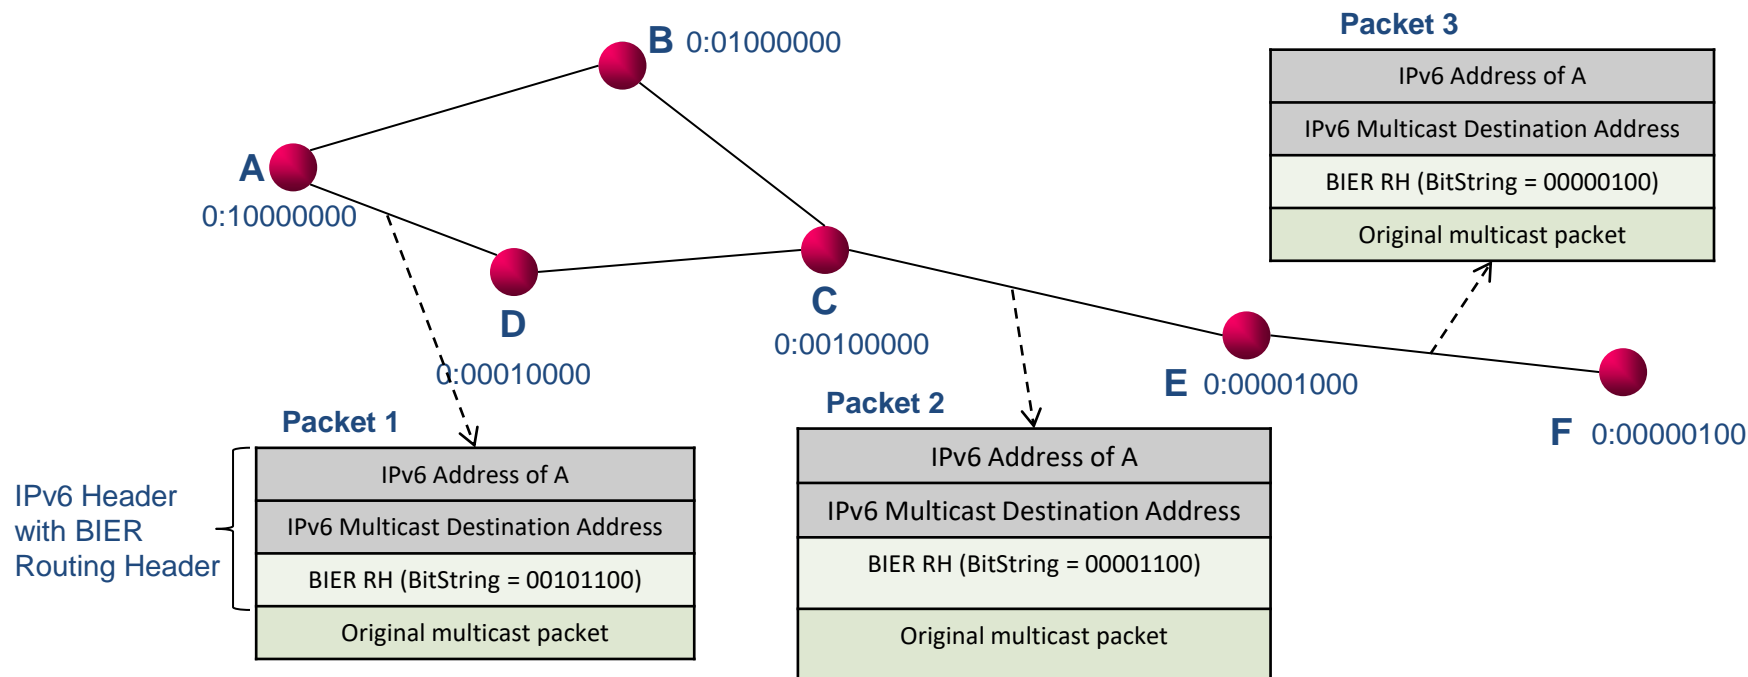 Packet 3
B 0:01000000
IPv6 Address of A
IPv6 Multicast Destination Address
BIER RH (BitString = 00000100)
Original multicast packet
A
0:10000000
D
0:00010000
C
0:00100000
E 0:00001000
F 0:00000100
Packet 1
IPv6 Header
with BIER
Routing Header
IPv6 Address of A
IPv6 Multicast Destination Address
BIER RH (BitString = 00101100)
Original multicast packet
Packet 2
IPv6 Address of A
IPv6 Multicast Destination Address
BIER RH (BitString = 00001100)
Original multicast packet